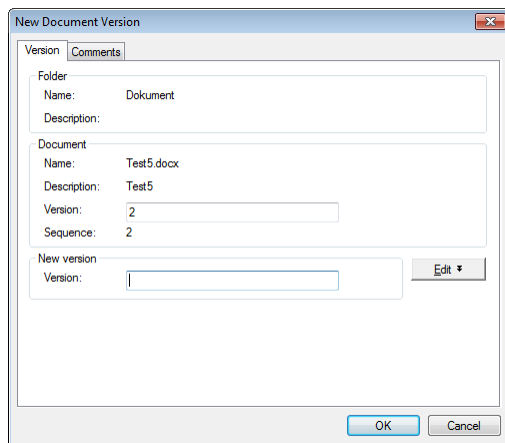 New Document Version
Version Comments
Folder
Name: Dokument
Description:
Document
Name: Test5.docx
Description: Test5
Version: 2
Sequence: 2
New version
Version:
Edit
OK Cancel